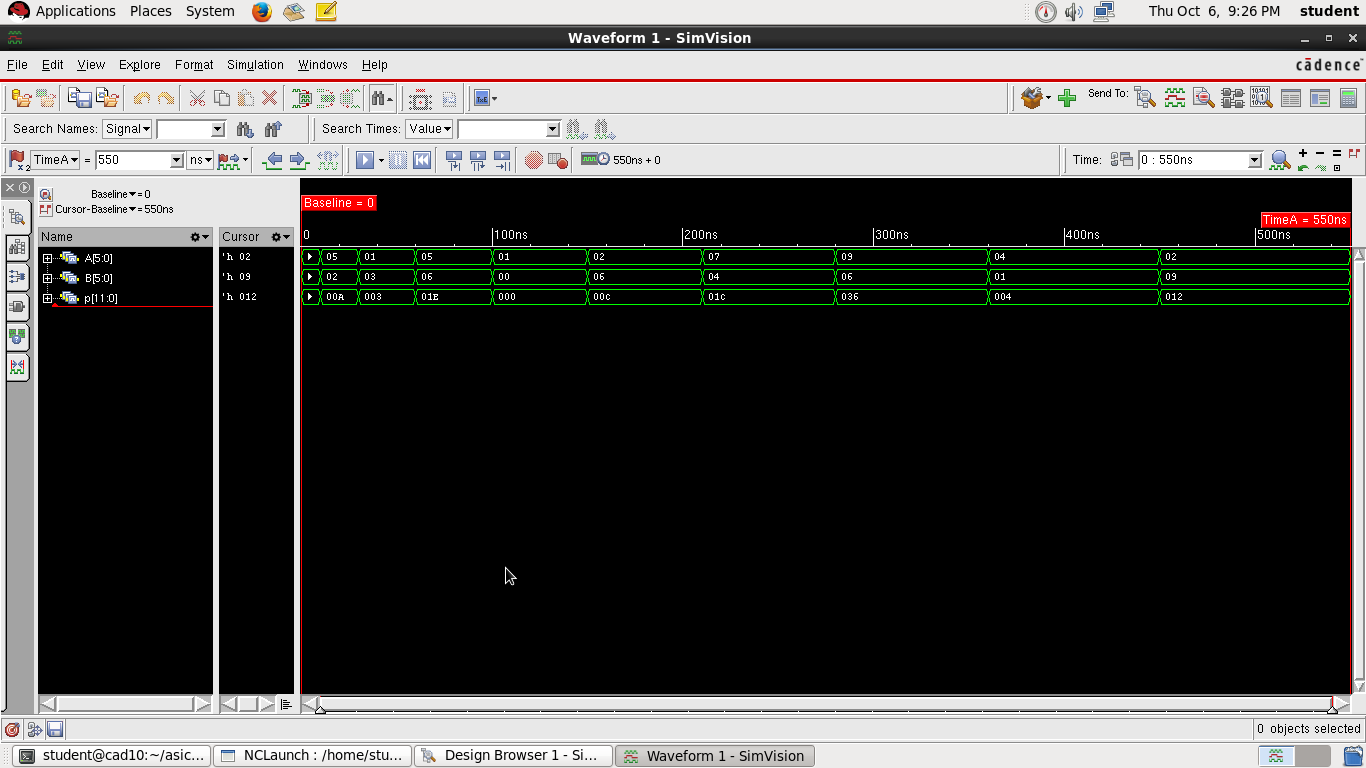 Applications Places System Thu Oct 6, 9:26 PM student
Waveform 1 - SimVision
File Edit View Explore Format Simulation Windows Help cādence
Send To:
Search Names: Signal Search Times: Value
TimeA = 550 ns 550ns + 0 Time: 0 : 550ns
Baseline = 0
Cursor-Baseline = 550ns
Baseline = 0
TimeA = 550ns
Name Cursor 0 100ns 200ns 300ns 400ns 500ns
A[5:0] 'h 02 05 01 05 01 02 07 09 04 02
B[5:0] 'h 09 02 03 06 00 06 04 06 01 09
p[11:0] 'h 012 00A 003 01E 000 00C 01C 036 004 012
0 objects selected
student@cad10:~/asic... NCLaunch : /home/stu... Design Browser 1 - Si... Waveform 1 - SimVision